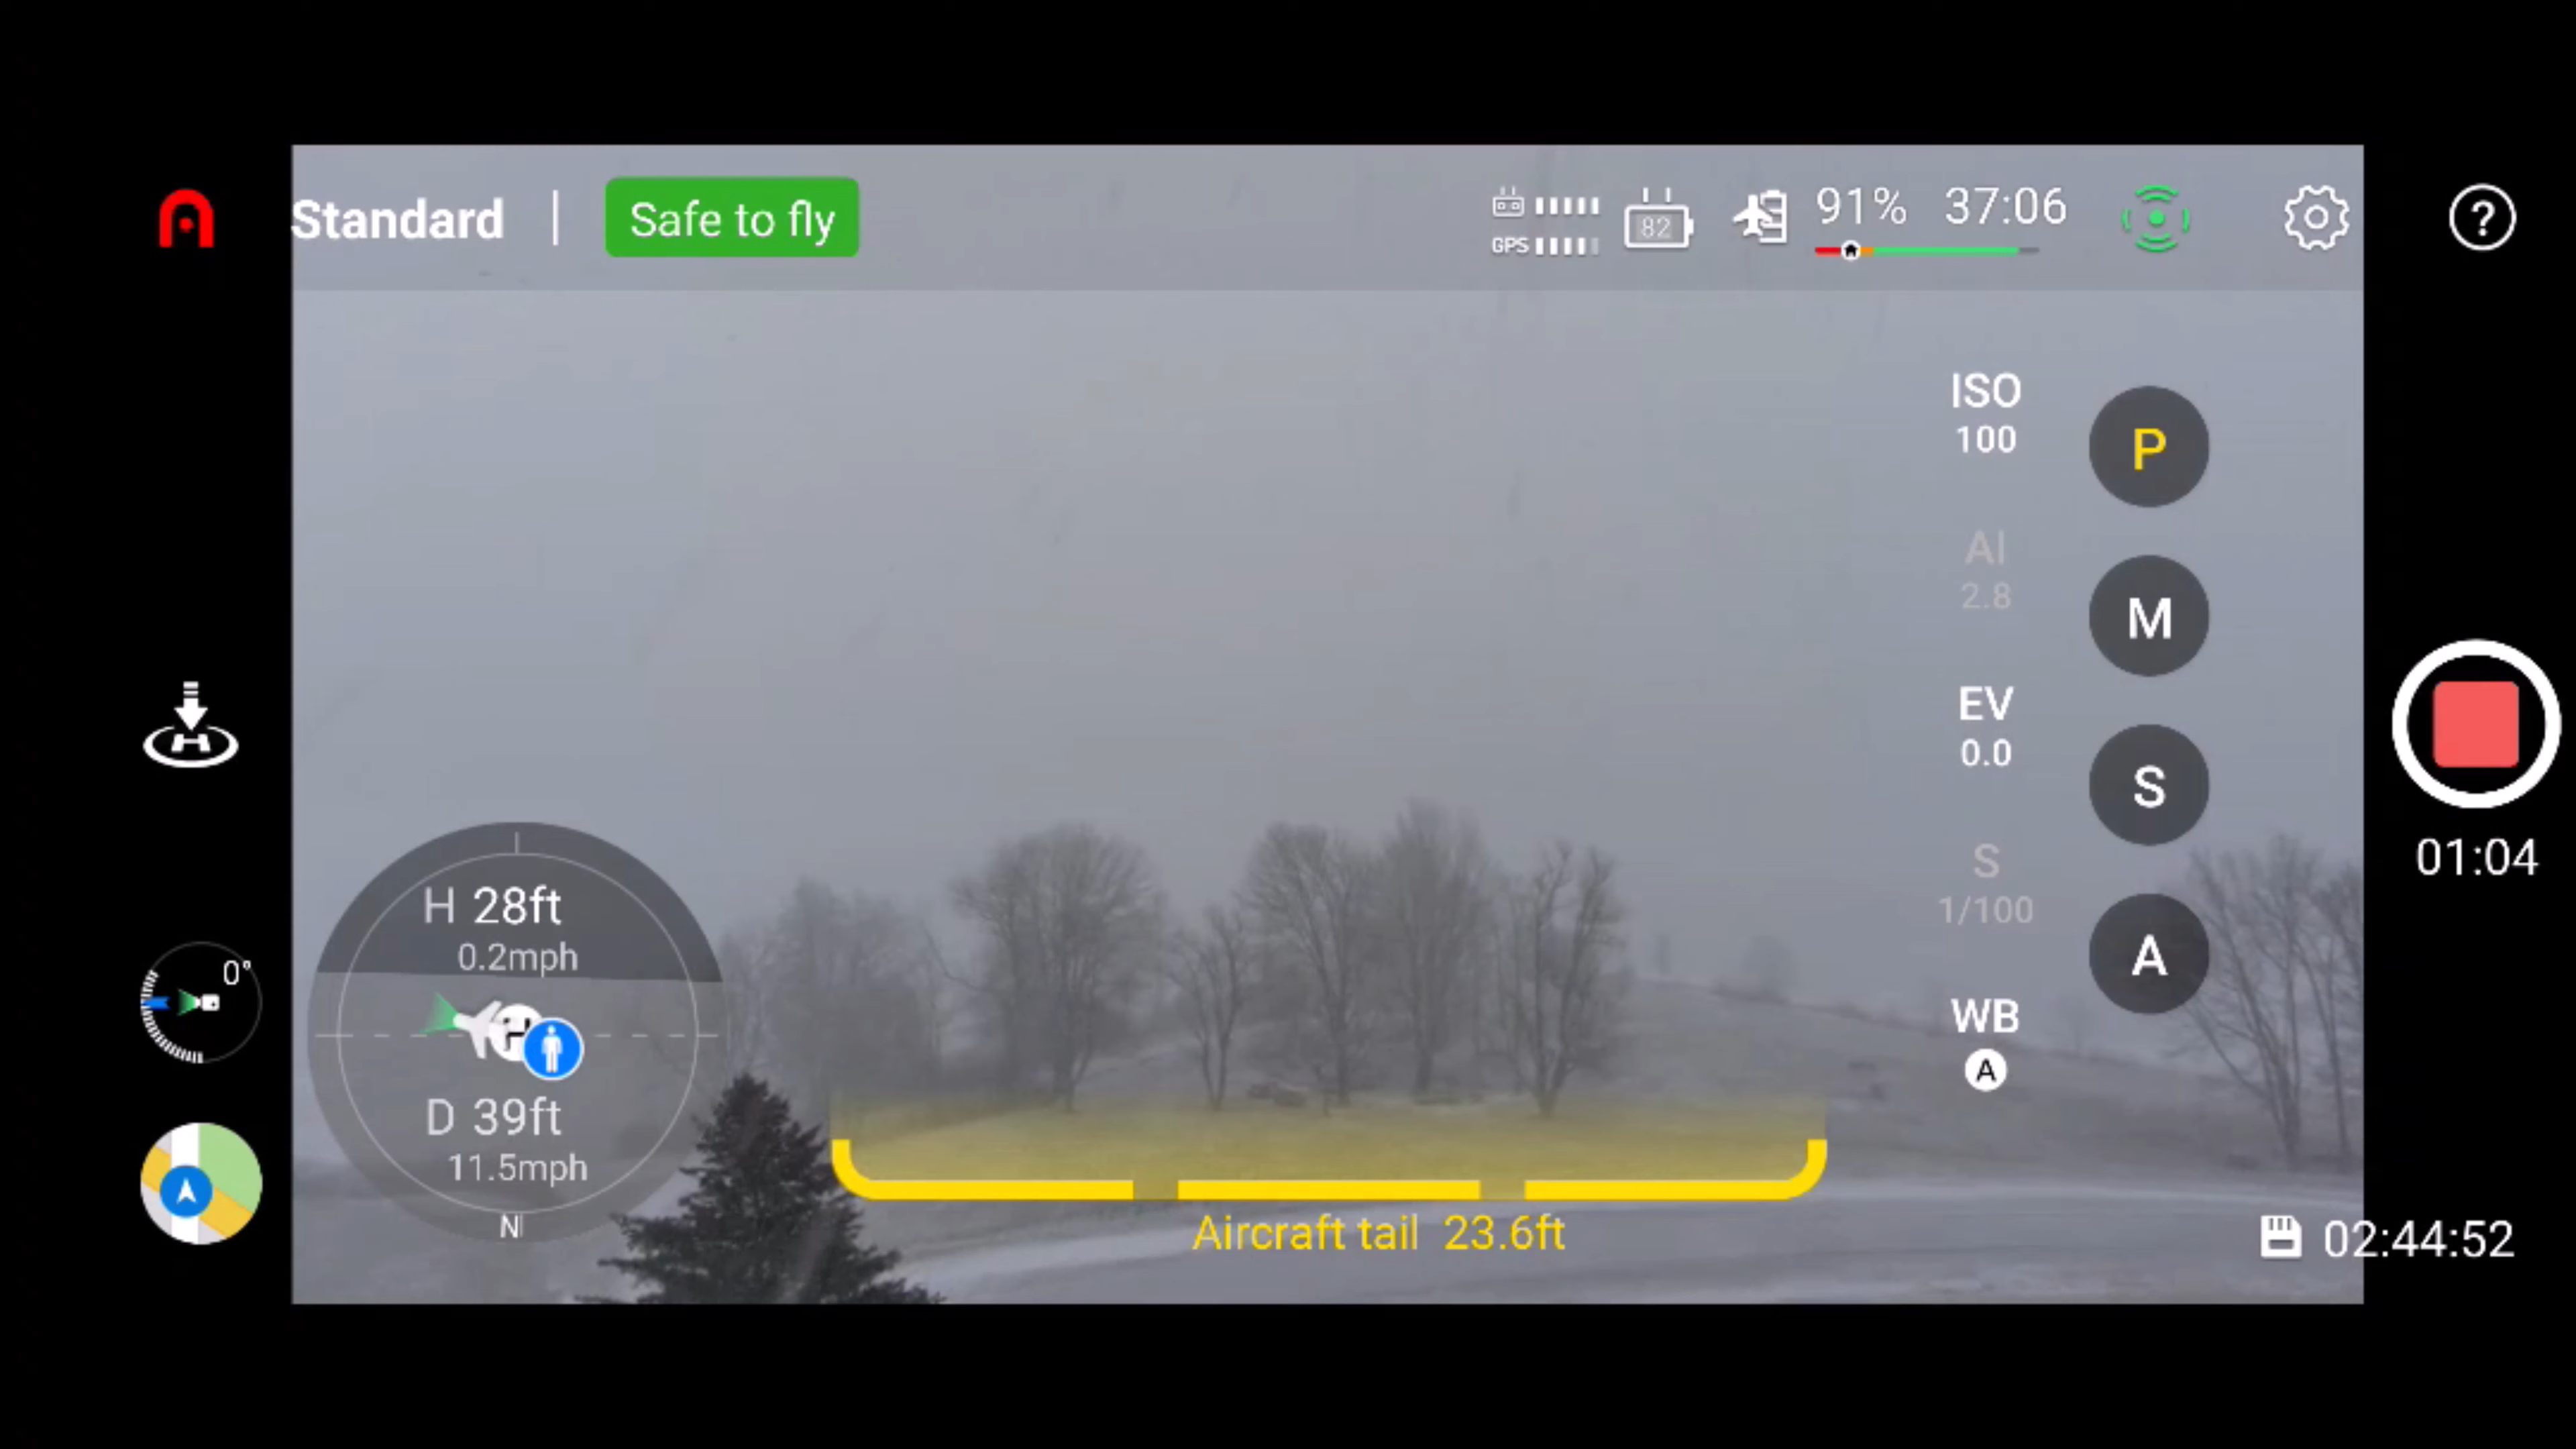 Standard
Safe to fly
GPS
82
91% 37:06
?
ISO
100
P
AI
2.8
M
EV
0.0
S
S
1/100
01:04
A
WB
A
H 28ft
0.2mph
0°
H
D 39ft
11.5mph
N
Aircraft tail 23.6ft
02:44:52